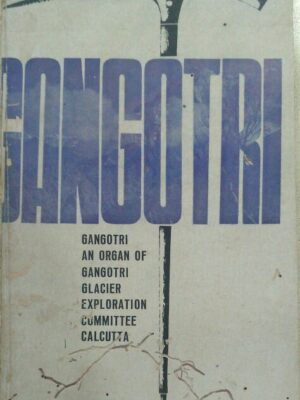 GANGOTRI
GANGOTRI
AN ORGAN OF
GANGOTRI
GLACIER
EXPLORATION
COMMITTEE
CALCUTTA